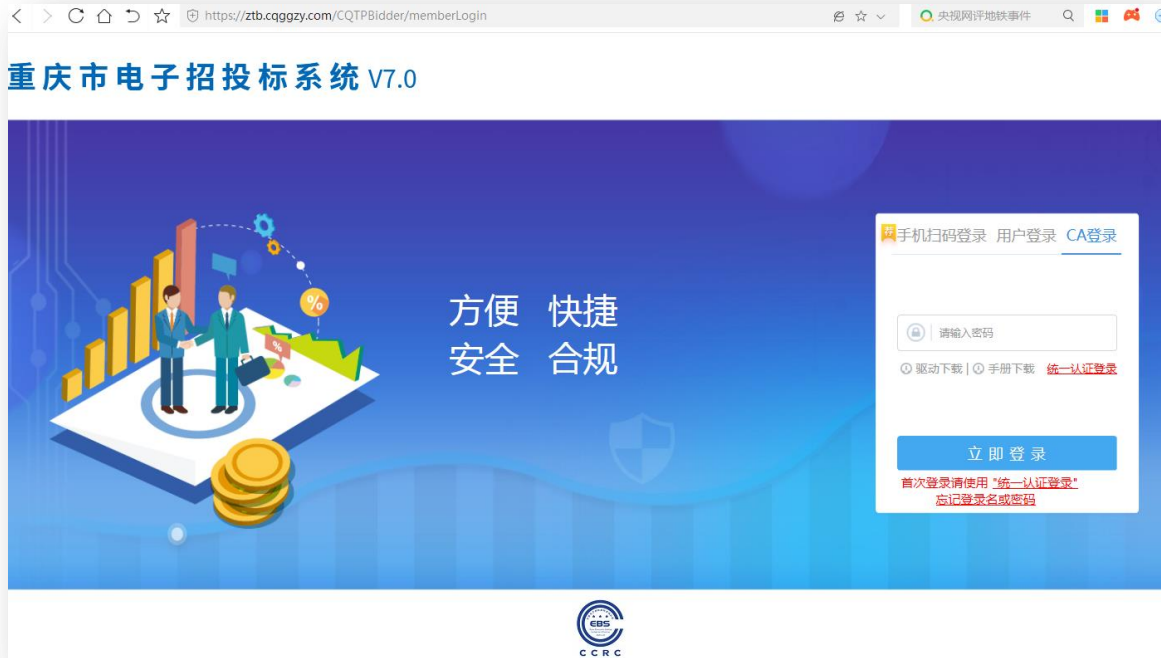 https://ztb.cqggzy.com/CQTPBidder/memberLogin
央视网评地铁事件
重庆市电子招投标系统 V7.0
荐
手机扫码登录 用户登录 CA登录
%
方便 快捷
安全 合规
%
请输入密码
驱动下载 | 手册下载 统一认证登录
立即登录
首次登录请使用 "统一认证登录"
忘记登录名或密码
EBS
CCRC